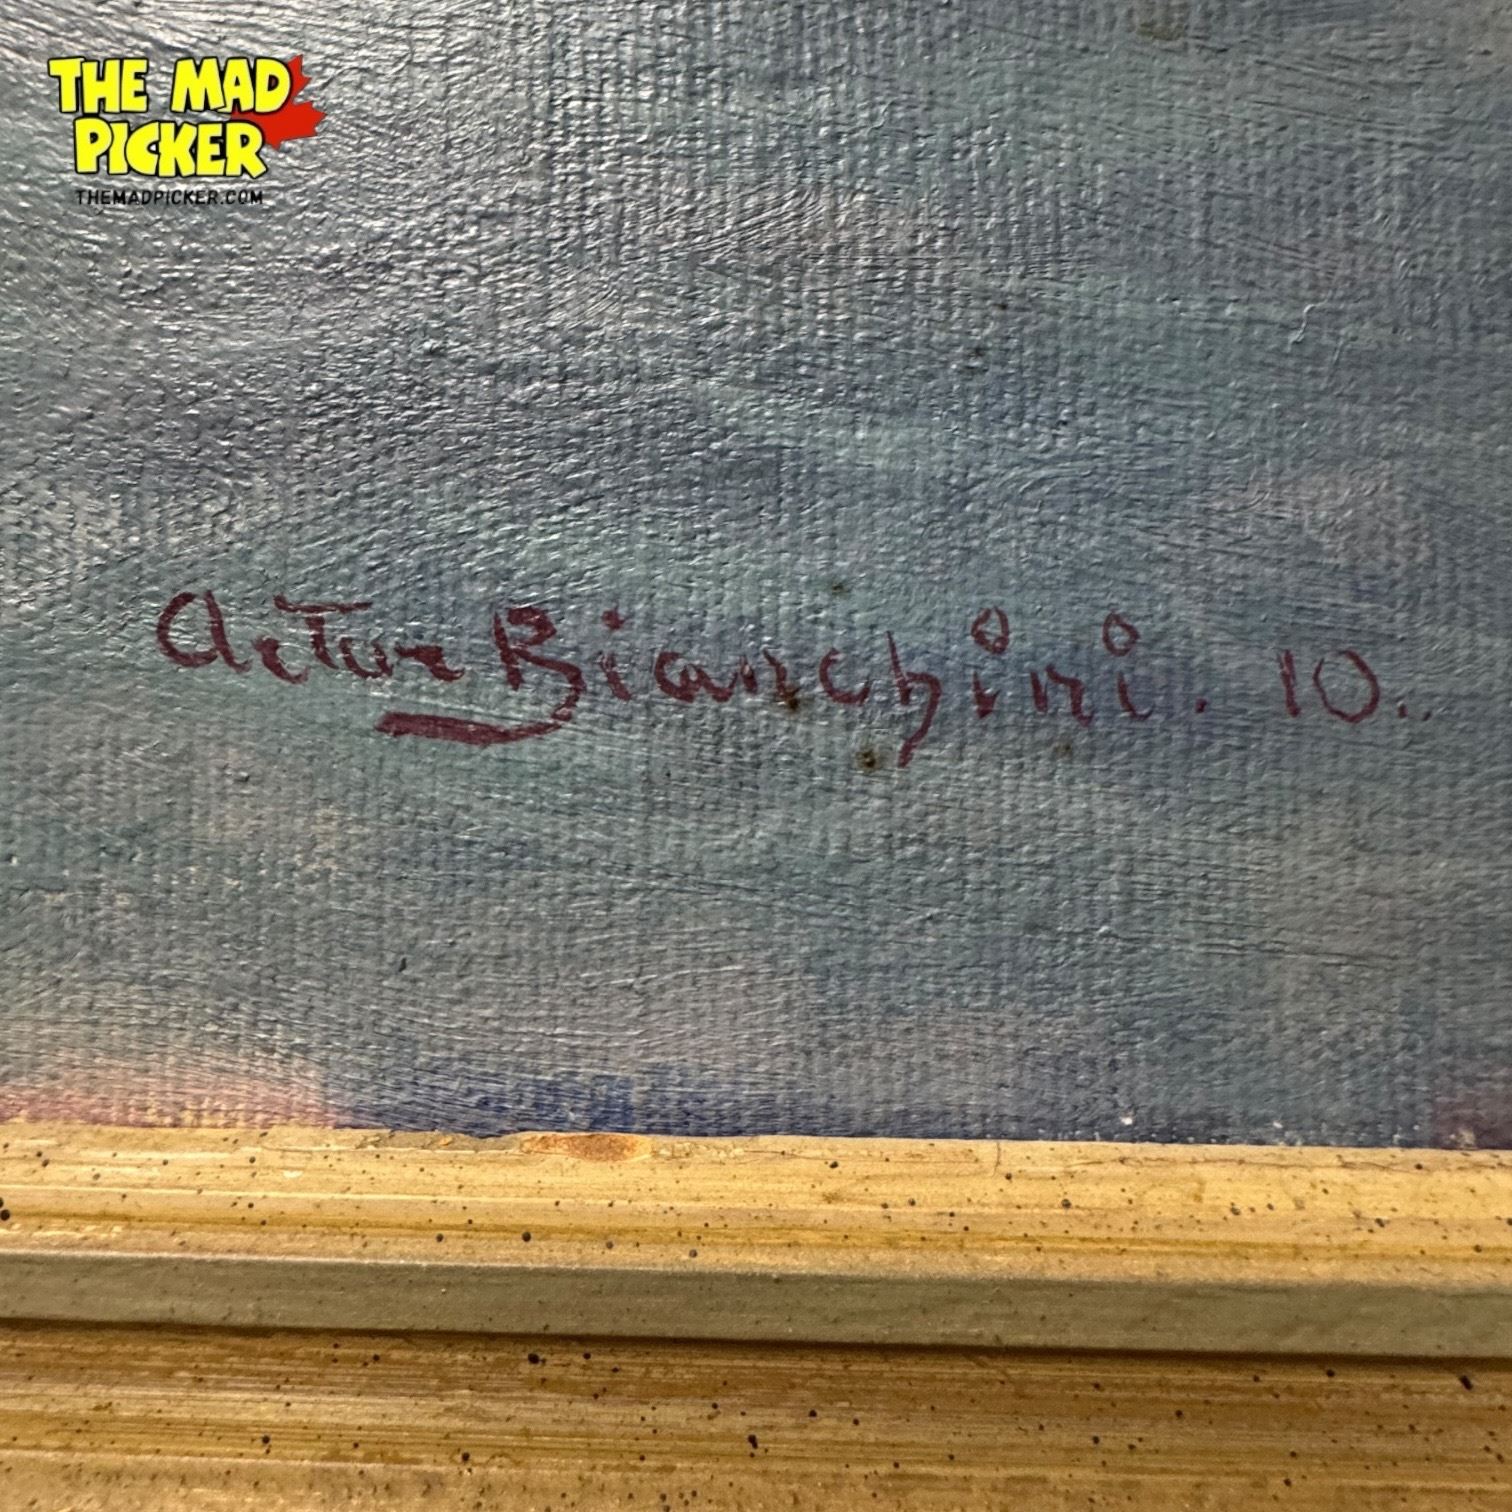 THE MAD
PICKER
THEMADPICKER.COM
Artur Bianchini. 10..